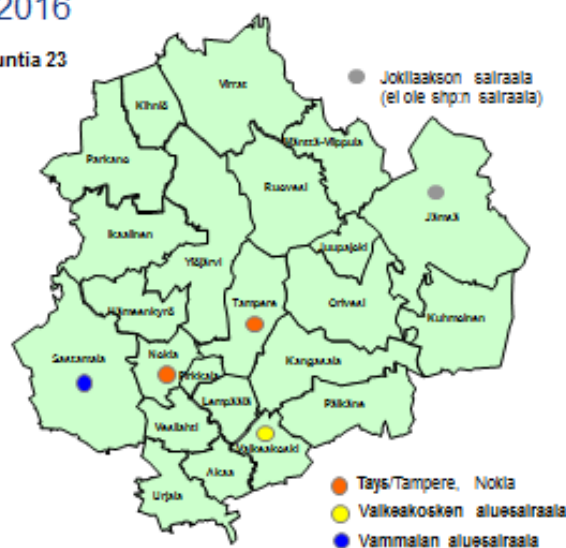 2016
untia 23
Jokilaakson sairaala
(ei ole shp:n sairaala)
Virrat
Kihniö
Mänttä-Vilppula
Parkano
Ruovesi
Jämsä
Ikaalinen
Juupajoki
Ylöjärvi
Tampere
Orivesi
Hämeenkyrö
Kuhmoinen
Sastamala
Nokia
Pirkkala
Kangasala
Lempäälä
Pälkäne
Vesilahti
Valkeakoski
Akaa
Urjala
Tays/Tampere, Nokia
Valkeakosken aluesairaala
Vammalan aluesairaala